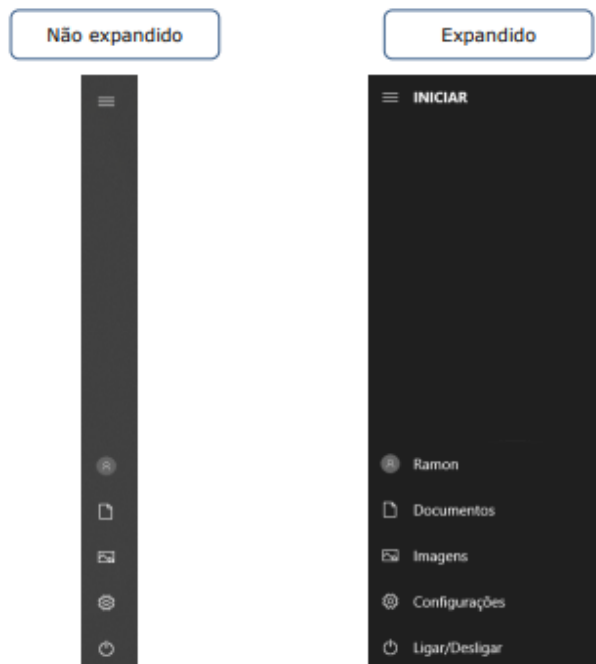 Não expandido
Expandido
INICIAR
Ramon
Documentos
Imagens
Configurações
Ligar/Desligar